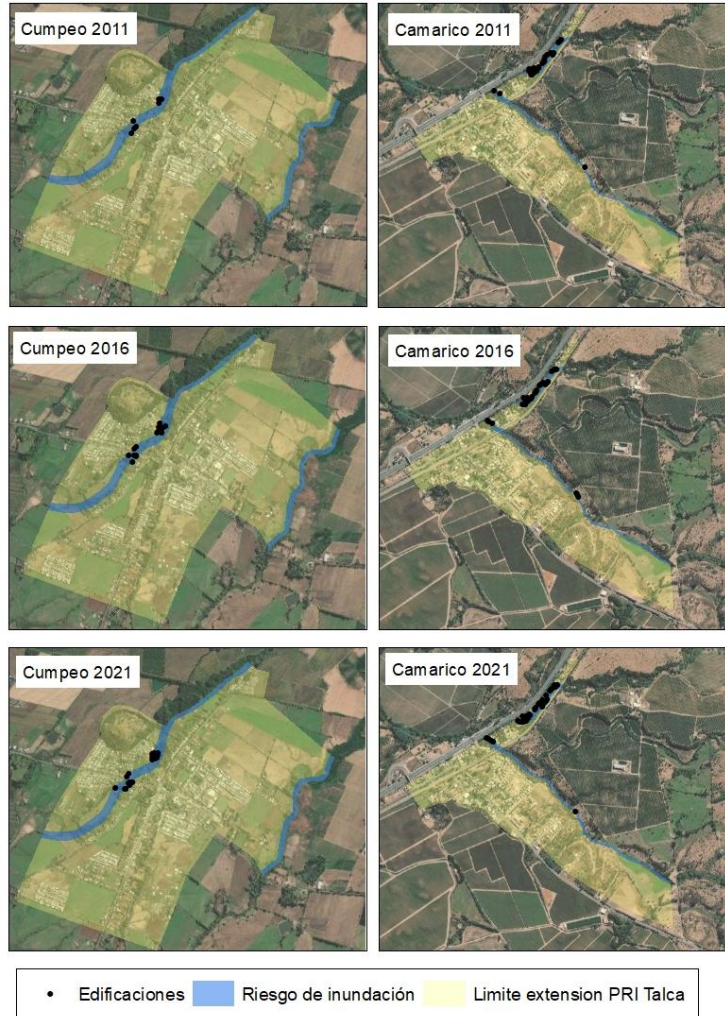 Cumpeo 2011
Camarico 2011
Cumpeo 2016
Camarico 2016
Cumpeo 2021
Camarico 2021
Edificaciones
Riesgo de inundación
Limite extension PRI Talca